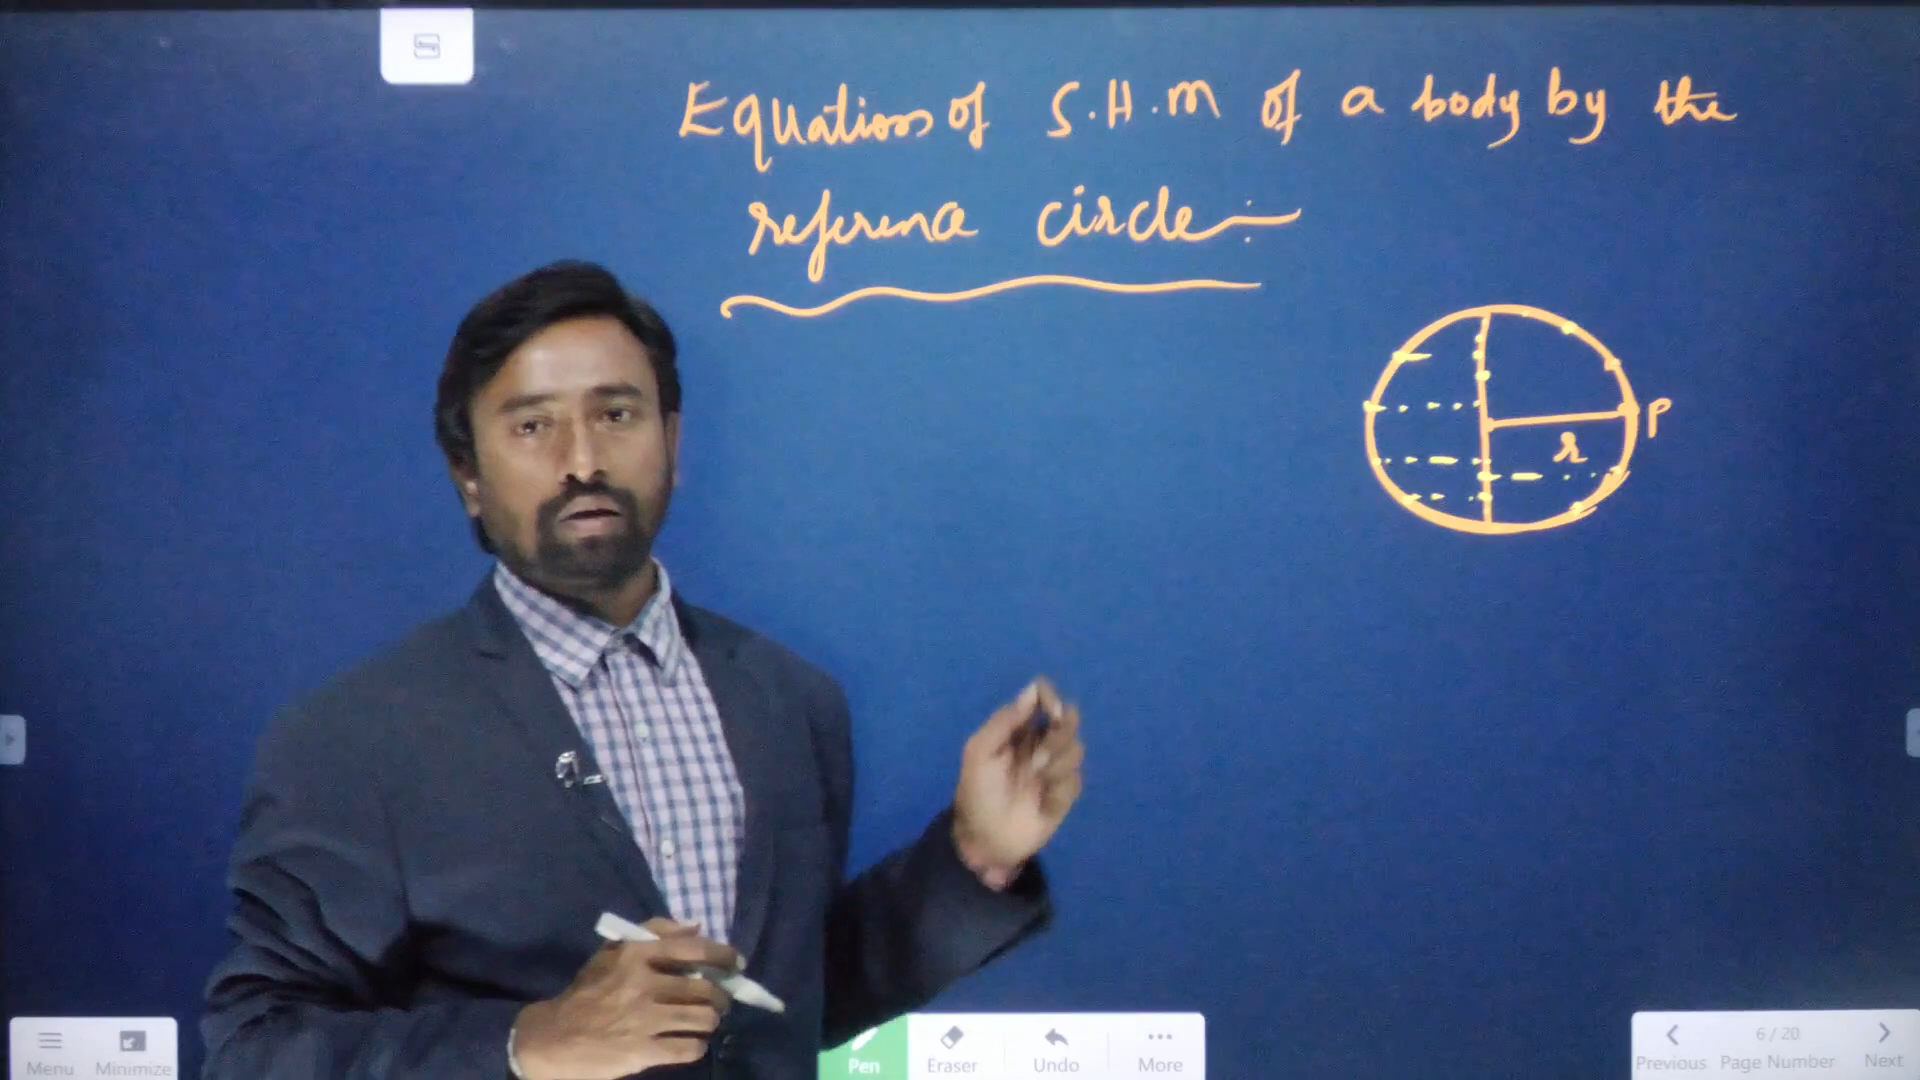 Equations of S.H.M of a body by the
reference circle:-
P
r
Menu
Minimize
Pen
Eraser
Undo
More
6 / 20
Previous
Page Number
Next